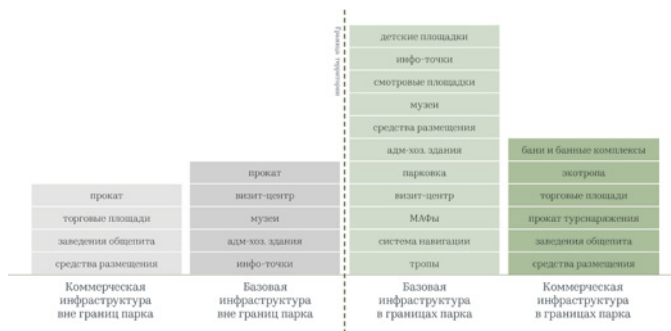 прокат
торговые площади
заведения общепита
средства размещения
Коммерческая
инфраструктура
вне границ парка
прокат
визит-центр
музеи
адм-хоз. здания
инфо-точки
Базовая
инфраструктура
вне границ парка
Граница территории
детские площадки
инфо-точки
смотровые площадки
музеи
средства размещения
адм-хоз. здания
парковка
визит-центр
МАФы
система навигации
тропы
Базовая
инфраструктура
в границах парка
бани и банные комплексы
экотропа
торговые площади
прокат турснаряжения
заведения общепита
средства размещения
Коммерческая
инфраструктура
в границах парка